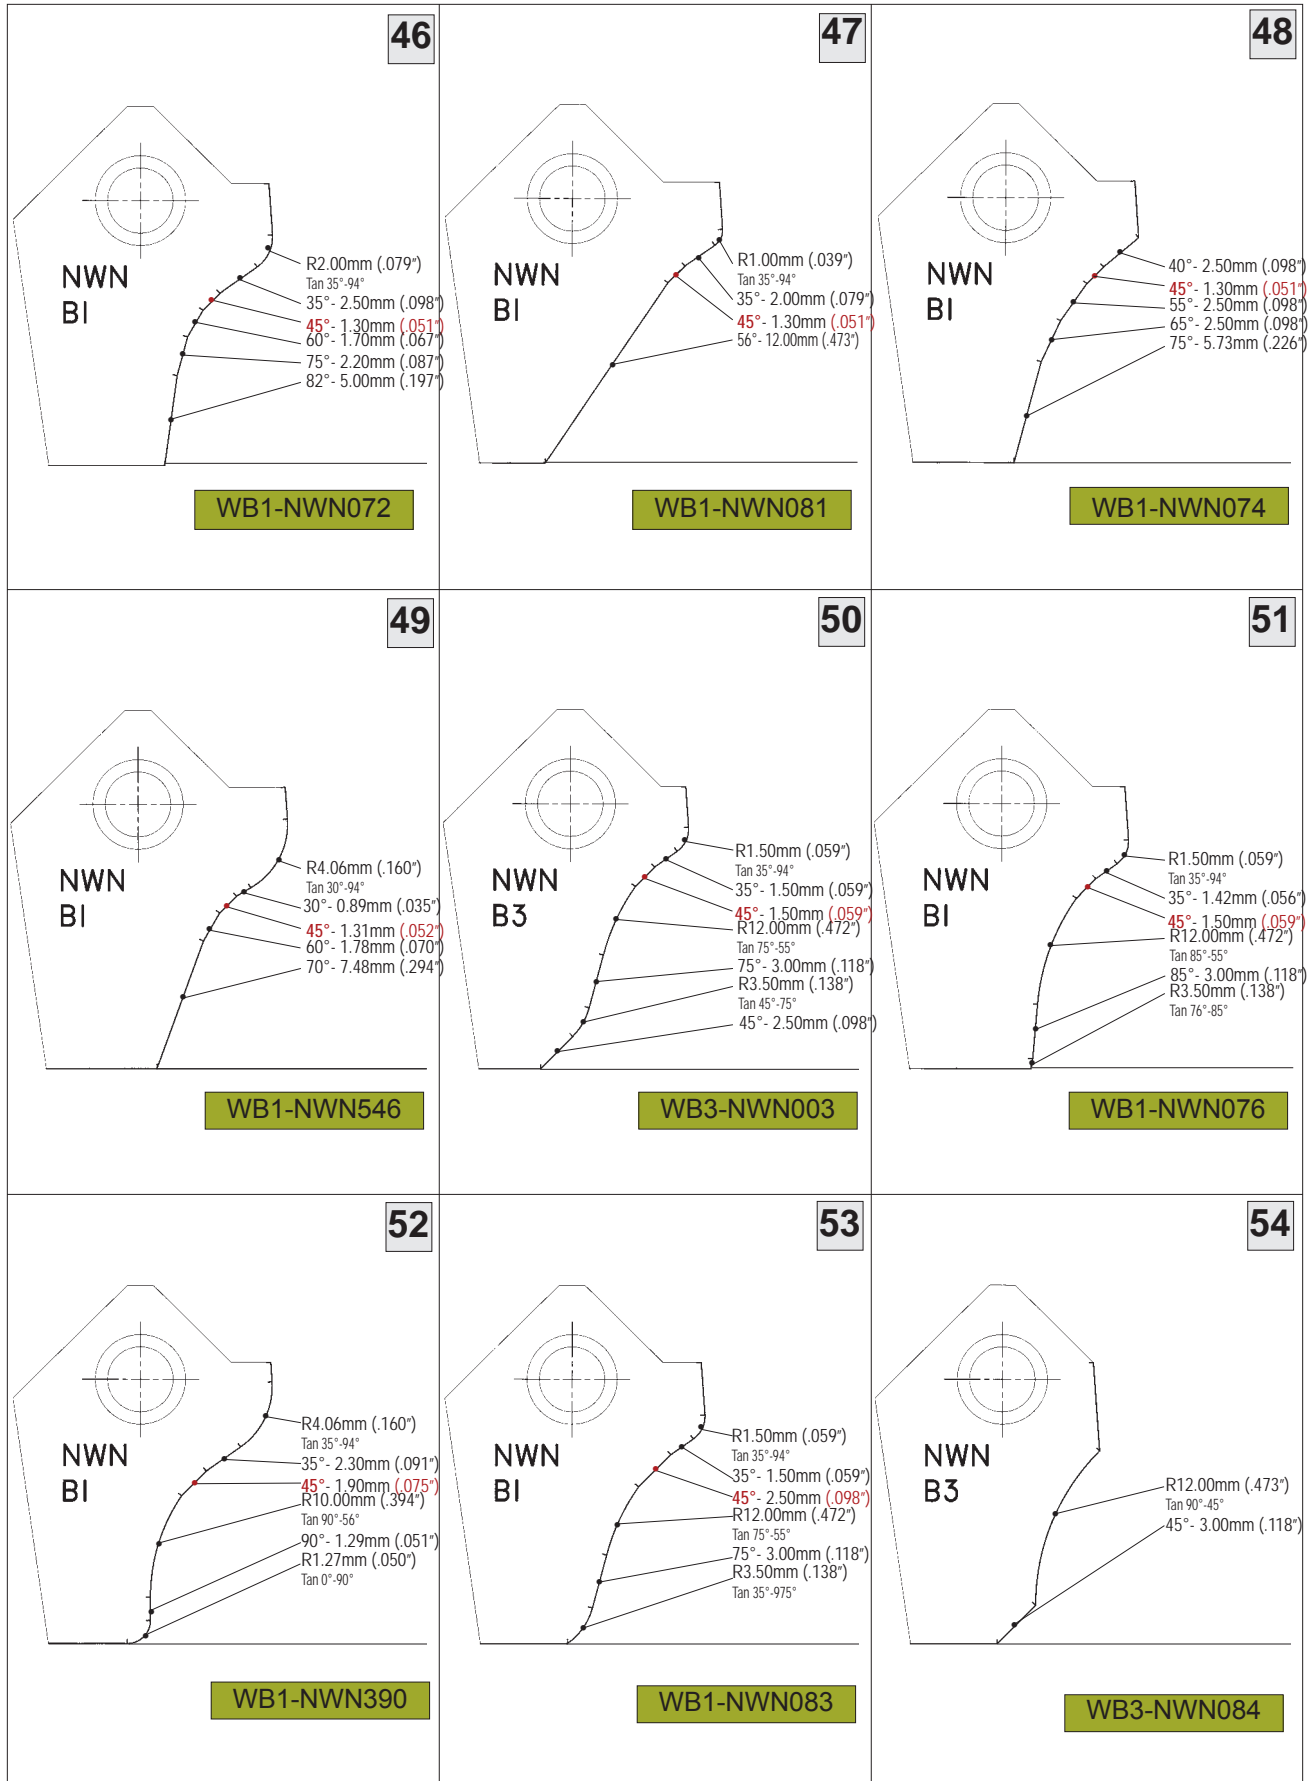 46
NWN
B1
R2.00mm (.079")
Tan 35°-94°
35°- 2.50mm (.098")
45°- 1.30mm (.051")
60°- 1.70mm (.067")
75°- 2.20mm (.087")
82°- 5.00mm (.197")
WB1-NWN072
47
NWN
B1
R1.00mm (.039")
Tan 35°-94°
35°- 2.00mm (.079")
45°- 1.30mm (.051")
56°- 12.00mm (.473")
WB1-NWN081
48
NWN
B1
40°- 2.50mm (.098")
45°- 1.30mm (.051")
55°- 2.50mm (.098")
65°- 2.50mm (.098")
75°- 5.73mm (.226")
WB1-NWN074
49
NWN
B1
R4.06mm (.160")
Tan 30°-94°
30°- 0.89mm (.035")
45°- 1.31mm (.052")
60°- 1.78mm (.070")
70°- 7.48mm (.294")
WB1-NWN546
50
NWN
B3
R1.50mm (.059")
Tan 35°-94°
35°- 1.50mm (.059")
45°- 1.50mm (.059")
R12.00mm (.472")
Tan 75°-55°
75°- 3.00mm (.118")
R3.50mm (.138")
Tan 45°-75°
45°- 2.50mm (.098")
WB3-NWN003
51
NWN
B1
R1.50mm (.059")
Tan 35°-94°
35°- 1.42mm (.056")
45°- 1.50mm (.059")
R12.00mm (.472")
Tan 85°-55°
85°- 3.00mm (.118")
R3.50mm (.138")
Tan 76°-85°
WB1-NWN076
52
NWN
B1
R4.06mm (.160")
Tan 35°-94°
35°- 2.30mm (.091")
45°- 1.90mm (.075")
R10.00mm (.394")
Tan 90°-56°
90°- 1.29mm (.051")
R1.27mm (.050")
Tan 0°-90°
WB1-NWN390
53
NWN
B1
R1.50mm (.059")
Tan 35°-94°
35°- 1.50mm (.059")
45°- 2.50mm (.098")
R12.00mm (.472")
Tan 75°-55°
75°- 3.00mm (.118")
R3.50mm (.138")
Tan 35°-975°
WB1-NWN083
54
NWN
B3
R12.00mm (.473")
Tan 90°-45°
45°- 3.00mm (.118")
WB3-NWN084